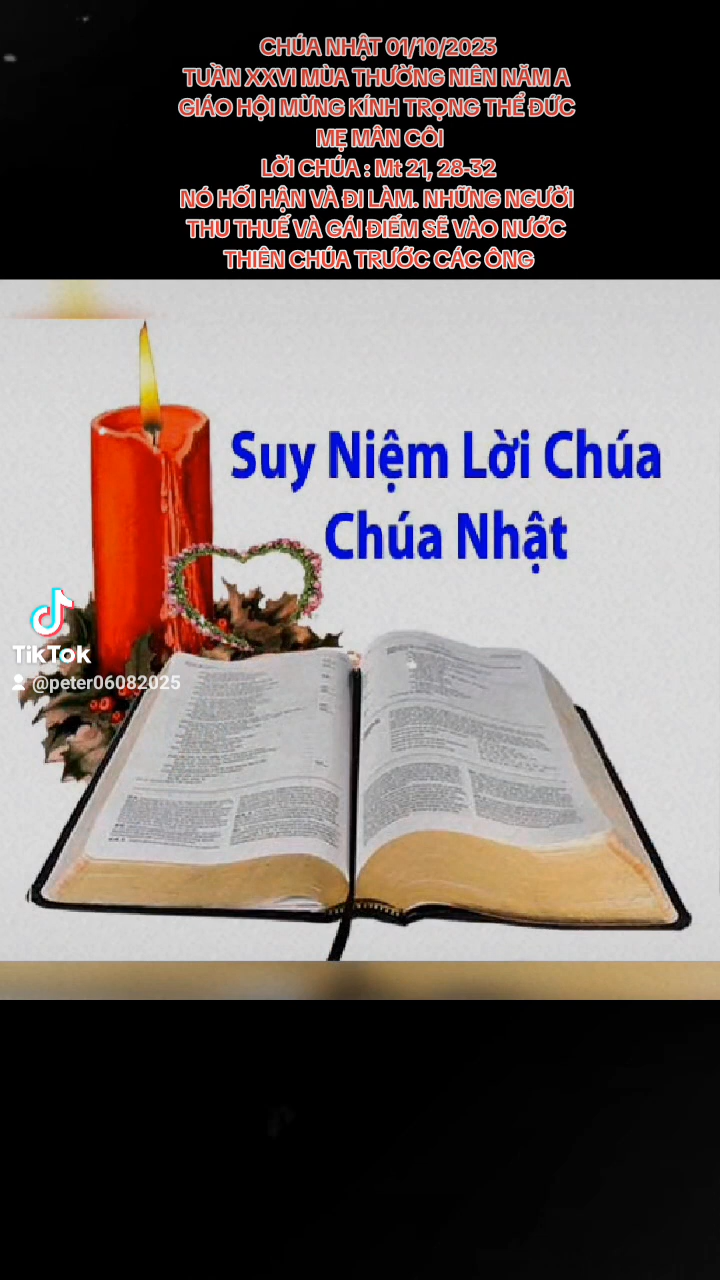 CHÚA NHẬT 01/10/2023
TUẦN XXVI MÙA THƯỜNG NIÊN NĂM A
GIÁO HỘI MỪNG KÍNH TRỌNG THỂ ĐỨC
MẸ MÂN CÔI
LỜI CHÚA : Mt 21, 28-32
NÓ HỐI HẬN VÀ ĐI LÀM. NHỮNG NGƯỜI
THU THUẾ VÀ GÁI ĐIẾM SẼ VÀO NƯỚC
THIÊN CHÚA TRƯỚC CÁC ÔNG
Suy Niệm Lời Chúa
Chúa Nhật
TikTok
@peter06082025